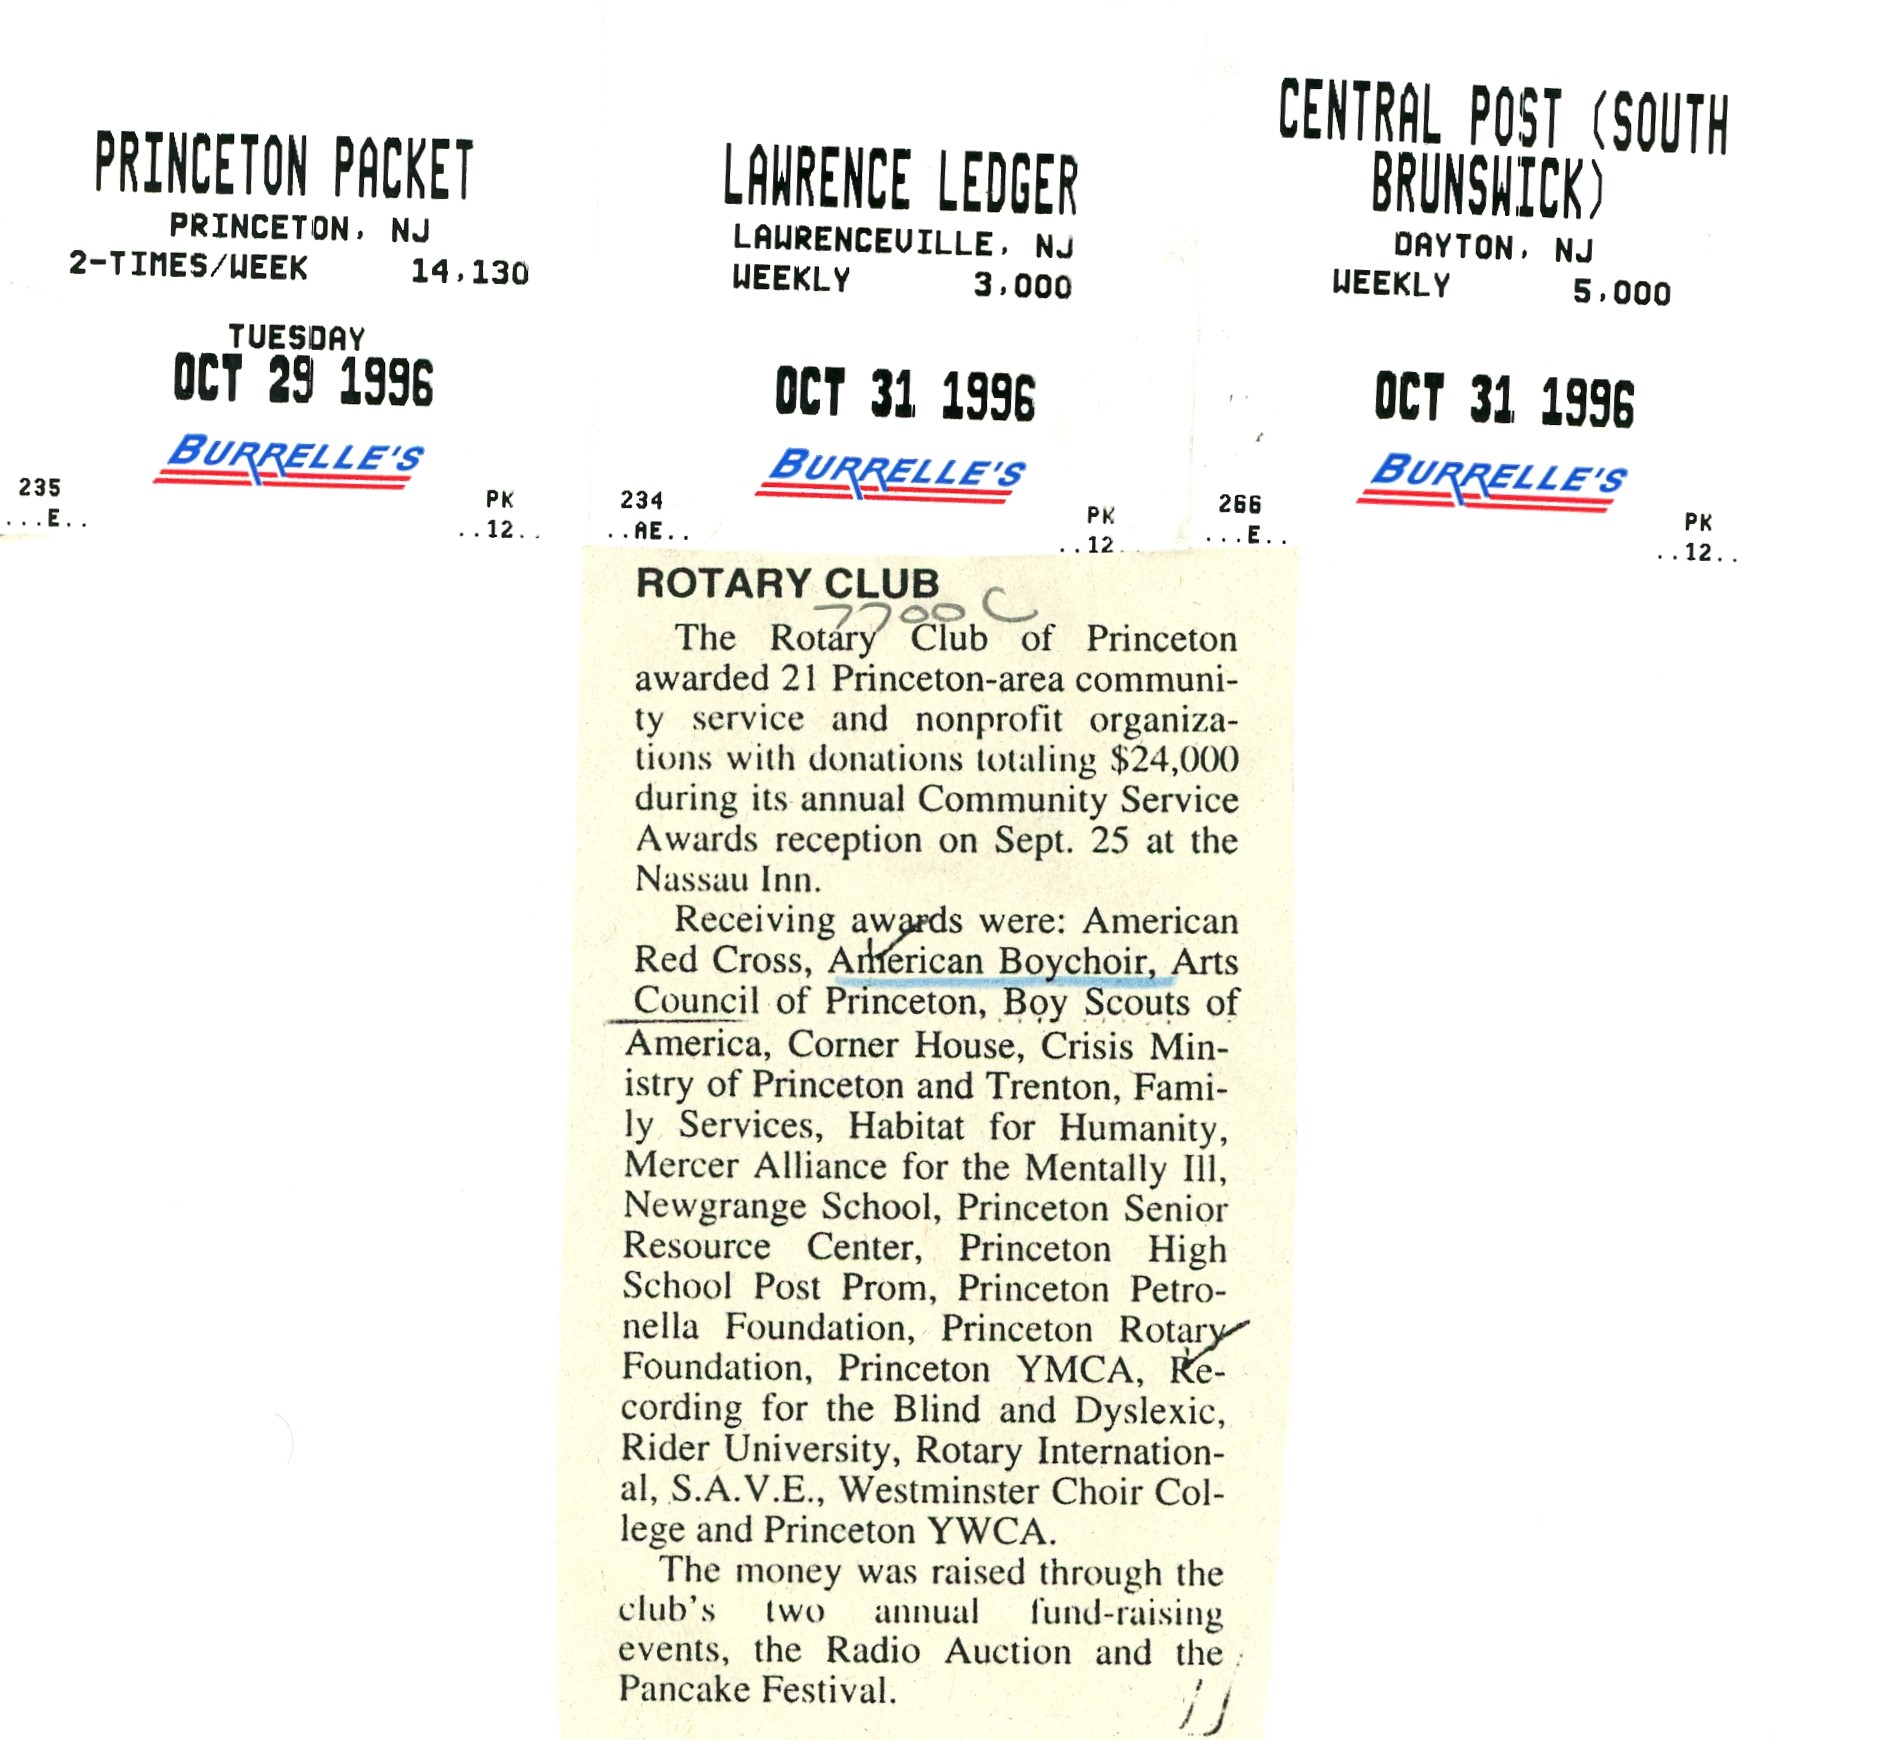 PRINCETON PACKET
PRINCETON, NJ
2-TIMES/WEEK 14,130
TUESDAY
OCT 29 1996
BURRELLE'S
235
...E..
PK
..12..
LAWRENCE LEDGER
LAWRENCEVILLE, NJ
WEEKLY 3,000
OCT 31 1996
BURRELLE'S
234
..AE..
PK
..12..
CENTRAL POST (SOUTH
BRUNSWICK)
DAYTON, NJ
WEEKLY 5,000
OCT 31 1996
BURRELLE'S
266
...E..
PK
..12..
ROTARY CLUB
7700 C
The Rotary Club of Princeton
awarded 21 Princeton-area communi-
ty service and nonprofit organiza-
tions with donations totaling $24,000
during its annual Community Service
Awards reception on Sept. 25 at the
Nassau Inn.
Receiving awards were: American
Red Cross, American Boychoir, Arts
Council of Princeton, Boy Scouts of
America, Corner House, Crisis Min-
istry of Princeton and Trenton, Fami-
ly Services, Habitat for Humanity,
Mercer Alliance for the Mentally Ill,
Newgrange School, Princeton Senior
Resource Center, Princeton High
School Post Prom, Princeton Petro-
nella Foundation, Princeton Rotary
Foundation, Princeton YMCA, Re-
cording for the Blind and Dyslexic,
Rider University, Rotary Internation-
al, S.A.V.E., Westminster Choir Col-
lege and Princeton YWCA.
The money was raised through the
club's two annual fund-raising
events, the Radio Auction and the
Pancake Festival.